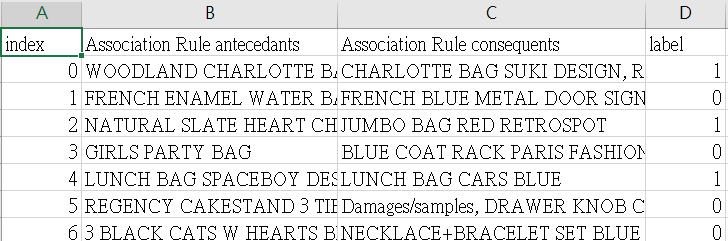 A B C D
index Association Rule antecedants Association Rule consequents label
0 WOODLAND CHARLOTTE BA CHARLOTTE BAG SUKI DESIGN, R 1
1 FRENCH ENAMEL WATER BA FRENCH BLUE METAL DOOR SIGN 0
2 NATURAL SLATE HEART CH JUMBO BAG RED RETROSPOT 1
3 GIRLS PARTY BAG BLUE COAT RACK PARIS FASHION 0
4 LUNCH BAG SPACEBOY DES LUNCH BAG CARS BLUE 1
5 REGENCY CAKESTAND 3 TIE Damages/samples, DRAWER KNOB C 0
6 3 BLACK CATS W HEARTS B NECKLACE+BRACELET SET BLUE 0